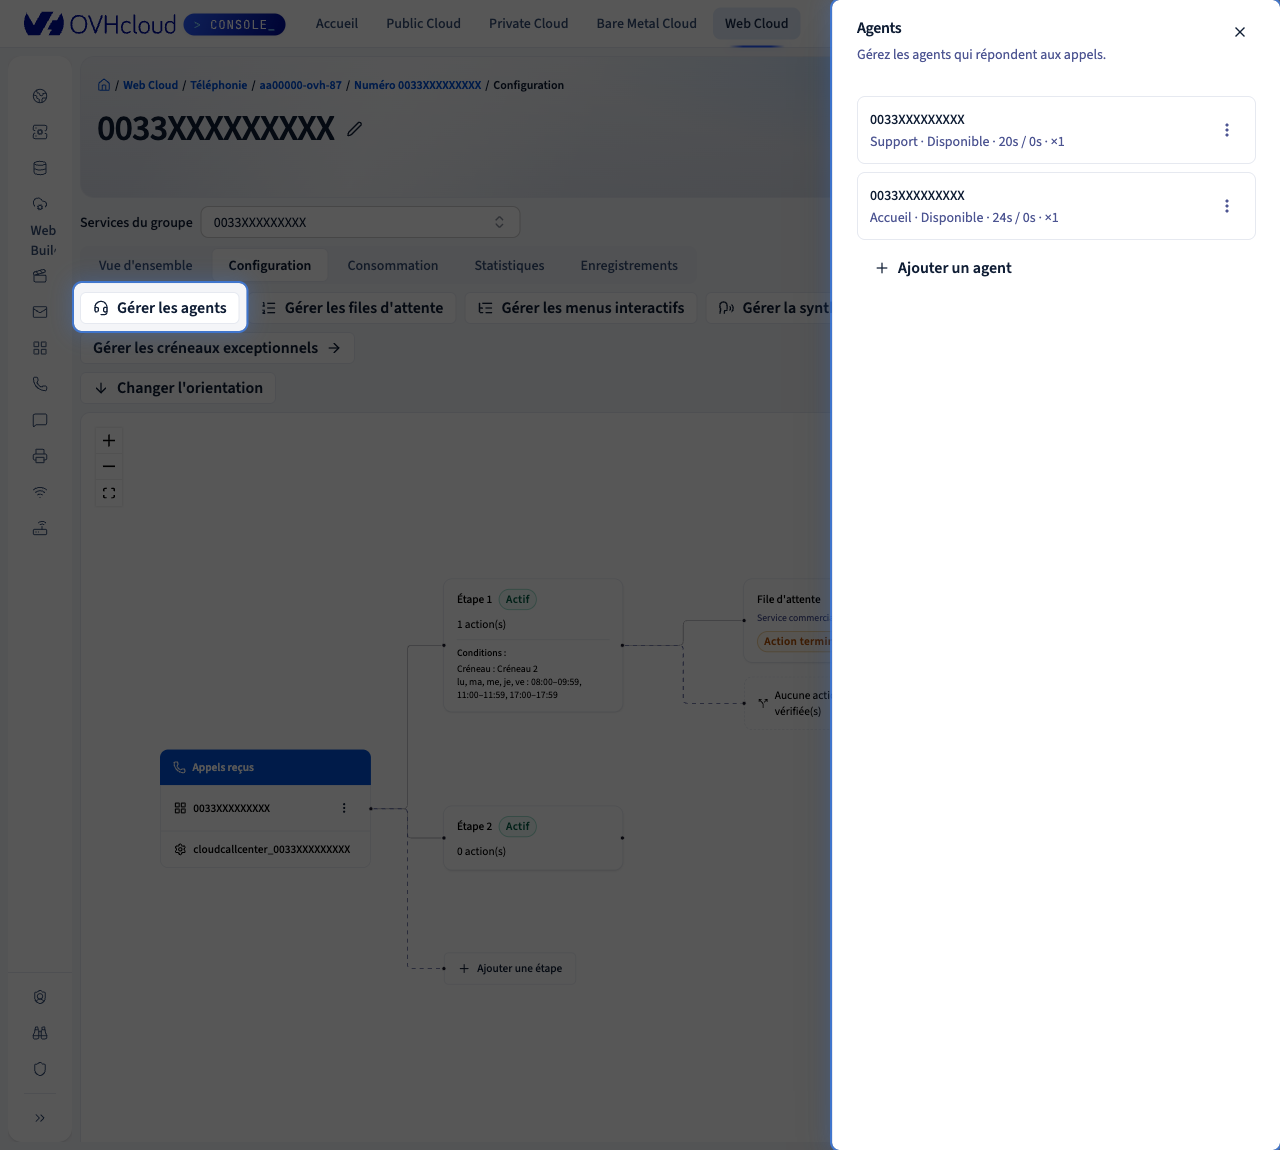 OVHcloud > CONSOLE_ Accueil Public Cloud Private Cloud Bare Metal Cloud Web Cloud
/ Web Cloud / Téléphonie / aa00000-ovh-87 / Numéro 0033XXXXXXXXX / Configuration
0033XXXXXXXXX
Services du groupe 0033XXXXXXXXX
Web
Vue d'ensemble Configuration Consommation Statistiques Enregistrements
Gérer les agents Gérer les files d'attente Gérer les menus interactifs Gérer la
Gérer les créneaux exceptionnels
Changer l'orientation
Étape 1 Actif
1 action(s)
Conditions :
Créneau : Créneau 2
lu, ma, me, je, ve : 08:00–09:59,
11:00–11:59, 17:00–17:59
File d'attente
Service
Action
Aucune
vérifiée(s)
Appels reçus
0033XXXXXXXXX
cloudcallcenter_0033XXXXXXXXX
Étape 2 Actif
0 action(s)
Ajouter une étape
Agents
Gérez les agents qui répondent aux appels.
0033XXXXXXXXX
Support · Disponible · 20s / 0s · ×1
0033XXXXXXXXX
Accueil · Disponible · 24s / 0s · ×1
Ajouter un agent